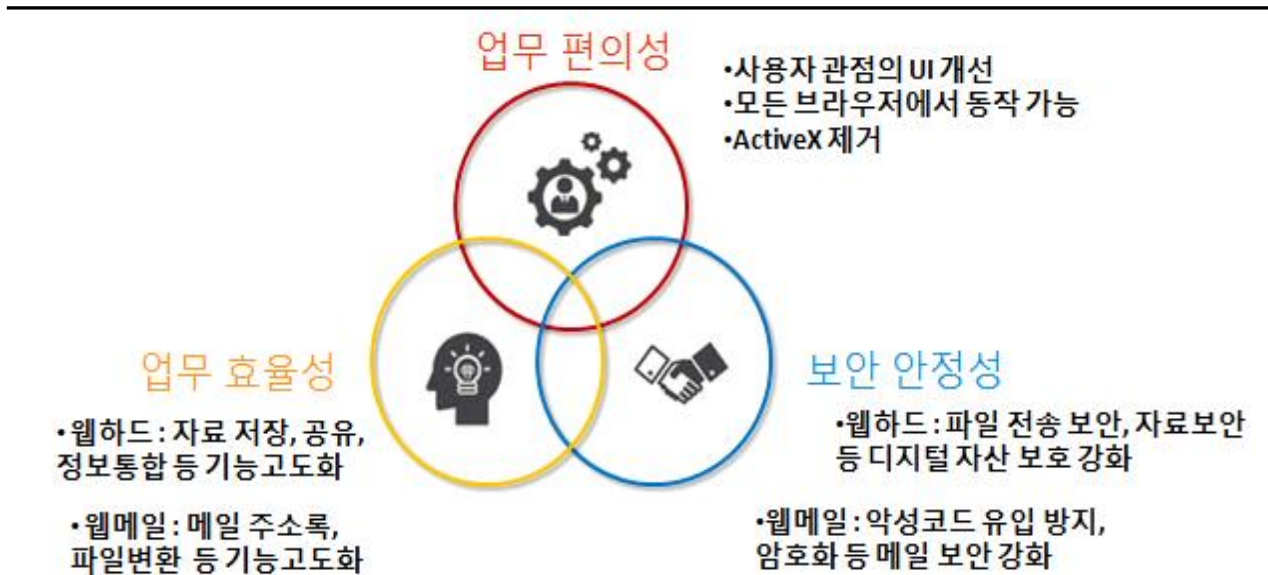 업무 편의성
•사용자 관점의 UI 개선
•모든 브라우저에서 동작 가능
•ActiveX 제거
업무 효율성
•웹하드 : 자료 저장, 공유,
정보통합 등 기능고도화
•웹메일 : 메일 주소록,
파일변환 등 기능고도화
보안 안정성
•웹하드 : 파일 전송 보안, 자료보안
등 디지털 자산 보호 강화
•웹메일 : 악성코드 유입 방지,
암호화 등 메일 보안 강화